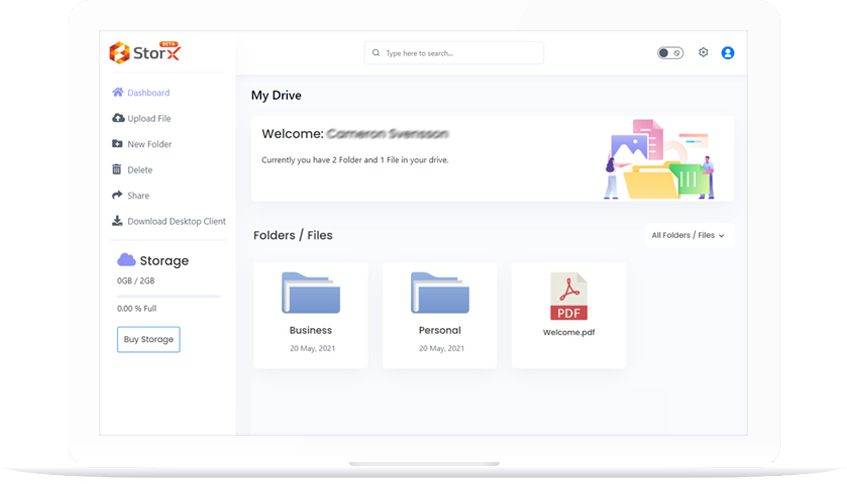 StorX BETA
Type here to search...
Dashboard
Upload File
New Folder
Delete
Share
Download Desktop Client
Storage
0GB / 2GB
0.00 % Full
Buy Storage
My Drive
Welcome: Cameron Svensson
Currently you have 2 Folder and 1 File in your drive.
Folders / Files
All Folders / Files
Business
20 May, 2021
Personal
20 May, 2021
PDF
Welcome.pdf